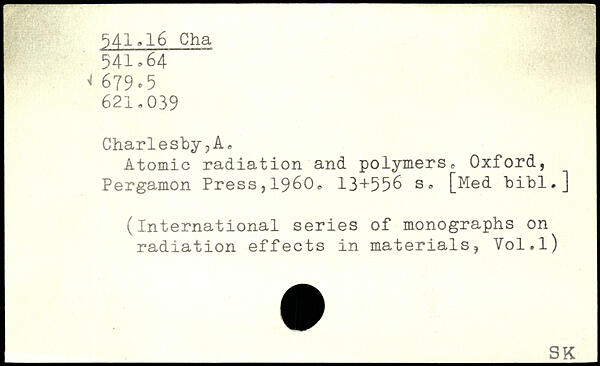 541.16 Cha
541.64
✓ 679.5
621.039
Charlesby,A.
Atomic radiation and polymers. Oxford,
Pergamon Press,1960. 13+556 s. [Med bibl.]
(International series of monographs on
radiation effects in materials, Vol.1)
SK